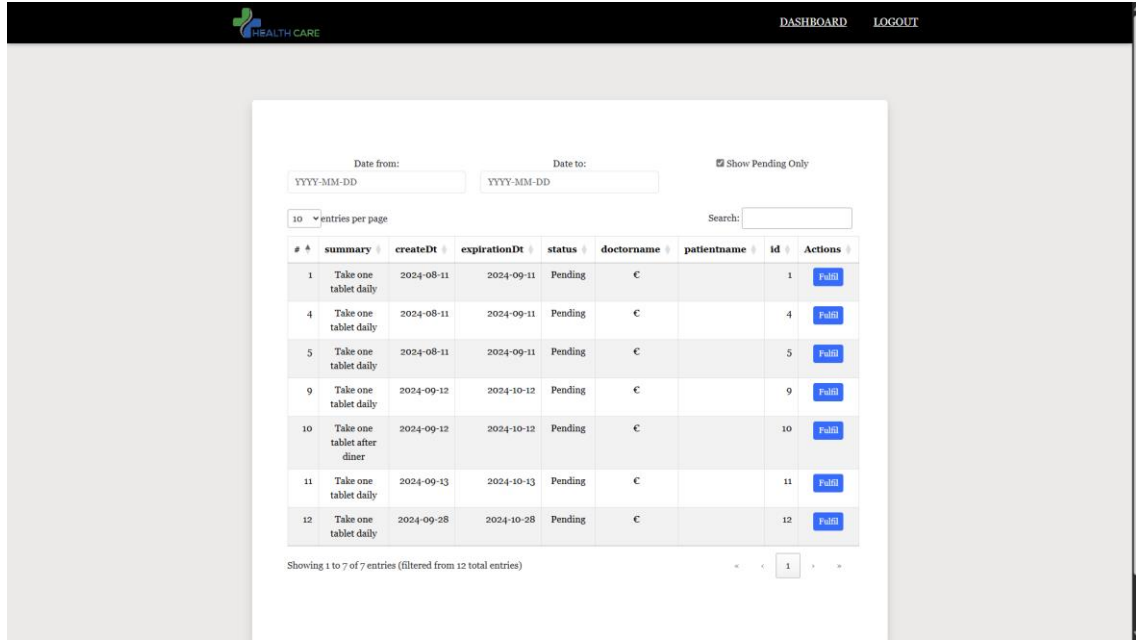 HEALTH CARE
DASHBOARD LOGOUT
Date from: Date to: Show Pending Only
YYYY-MM-DD YYYY-MM-DD
10 entries per page Search:
# summary createDt expirationDt status doctorname patientname id Actions
1 Take one 2024-08-11 2024-09-11 Pending € 1 Fulfil
tablet daily
4 Take one 2024-08-11 2024-09-11 Pending € 4 Fulfil
tablet daily
5 Take one 2024-08-11 2024-09-11 Pending € 5 Fulfil
tablet daily
9 Take one 2024-09-12 2024-10-12 Pending € 9 Fulfil
tablet daily
10 Take one 2024-09-12 2024-10-12 Pending € 10 Fulfil
tablet after
diner
11 Take one 2024-09-13 2024-10-13 Pending € 11 Fulfil
tablet daily
12 Take one 2024-09-28 2024-10-28 Pending € 12 Fulfil
tablet daily
Showing 1 to 7 of 7 entries (filtered from 12 total entries) « ‹ 1 › »